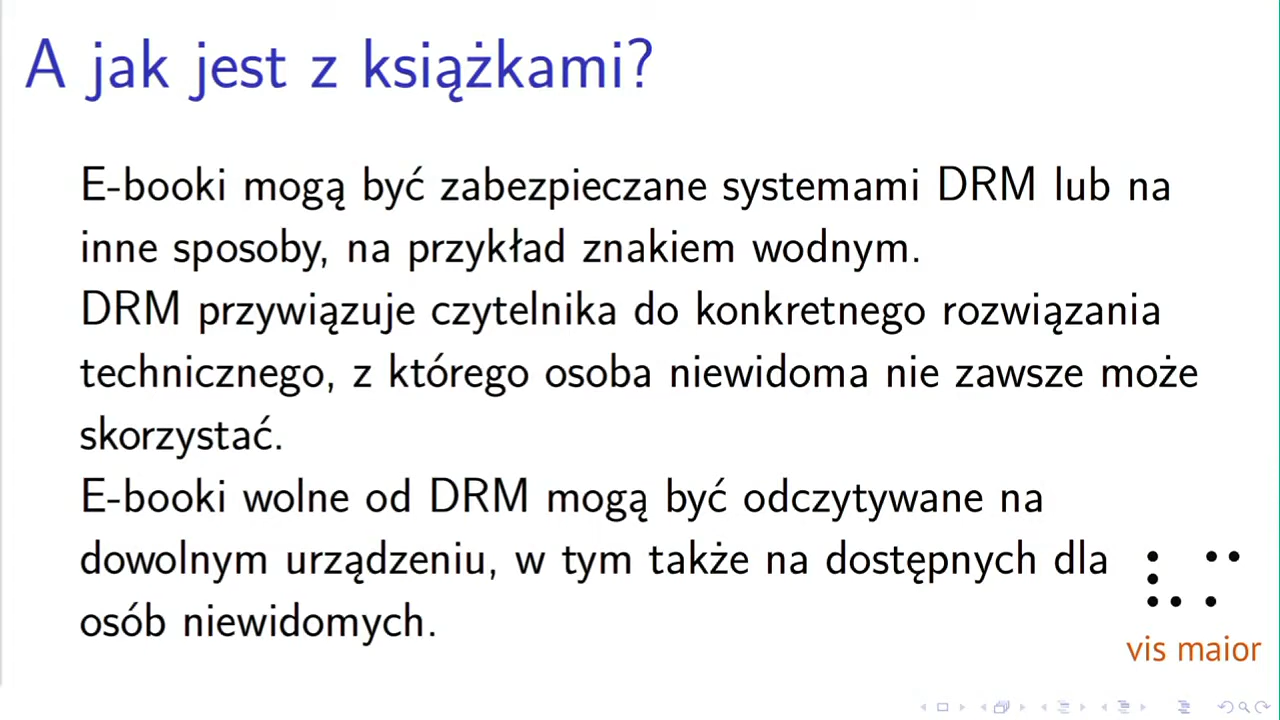 A jak jest z książkami?
E-booki mogą być zabezpieczane systemami DRM lub na
inne sposoby, na przykład znakiem wodnym.
DRM przywiązuje czytelnika do konkretnego rozwiązania
technicznego, z którego osoba niewidoma nie zawsze może
skorzystać.
E-booki wolne od DRM mogą być odczytywane na
dowolnym urządzeniu, w tym także na dostępnych dla
osób niewidomych.
vis maior